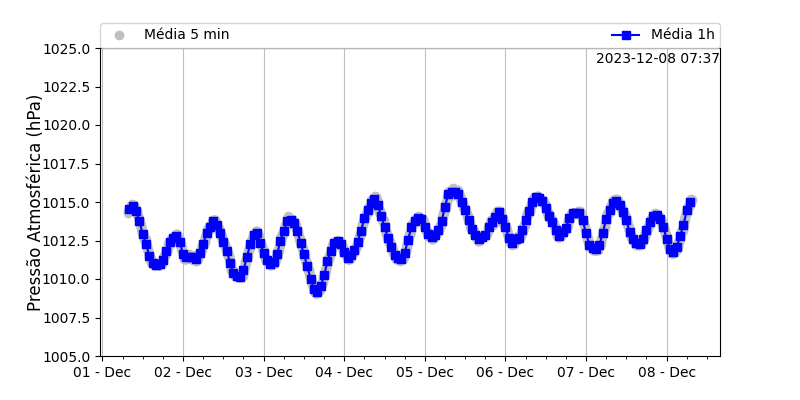 Média 5 min
Média 1h
2023-12-08 07:37
Pressão Atmosférica (hPa)
1025.0
1022.5
1020.0
1017.5
1015.0
1012.5
1010.0
1007.5
1005.0
01 - Dec
02 - Dec
03 - Dec
04 - Dec
05 - Dec
06 - Dec
07 - Dec
08 - Dec